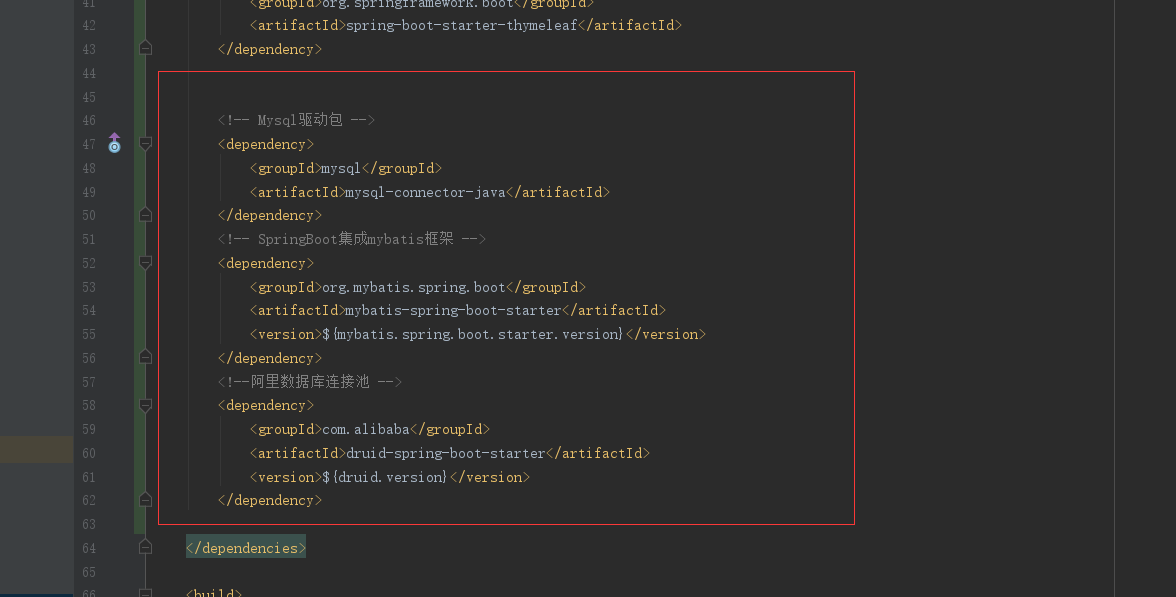 41 <groupId>org.springframework.boot</groupId>
42 <artifactId>spring-boot-starter-thymeleaf</artifactId>
43 </dependency>
44
45
46 <!-- Mysql驱动包 -->
47 <dependency>
48 <groupId>mysql</groupId>
49 <artifactId>mysql-connector-java</artifactId>
50 </dependency>
51 <!-- SpringBoot集成mybatis框架 -->
52 <dependency>
53 <groupId>org.mybatis.spring.boot</groupId>
54 <artifactId>mybatis-spring-boot-starter</artifactId>
55 <version>${mybatis.spring.boot.starter.version}</version>
56 </dependency>
57 <!--阿里数据库连接池 -->
58 <dependency>
59 <groupId>com.alibaba</groupId>
60 <artifactId>druid-spring-boot-starter</artifactId>
61 <version>${druid.version}</version>
62 </dependency>
63
64 </dependencies>
65
66 <build>